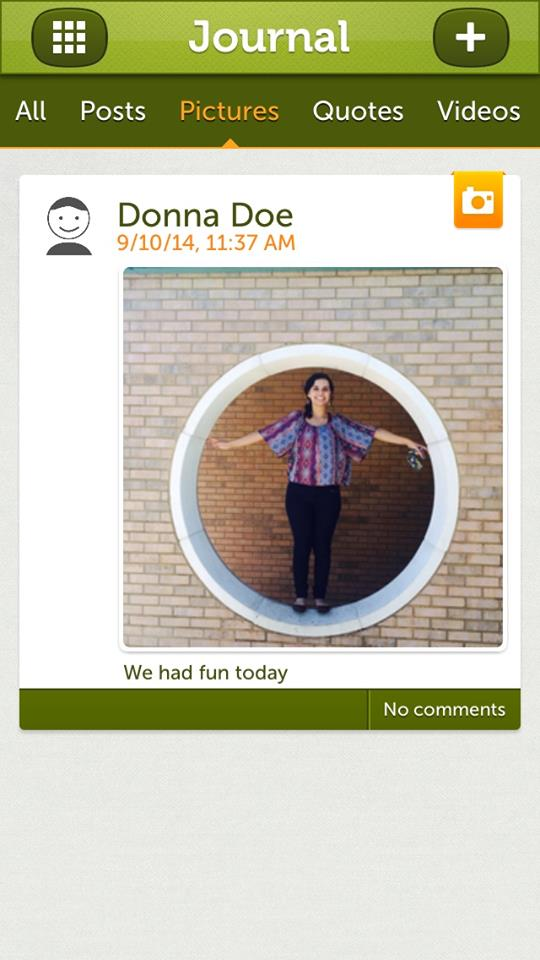 Journal
All Posts Pictures Quotes Videos
Donna Doe
9/10/14, 11:37 AM
We had fun today
No comments